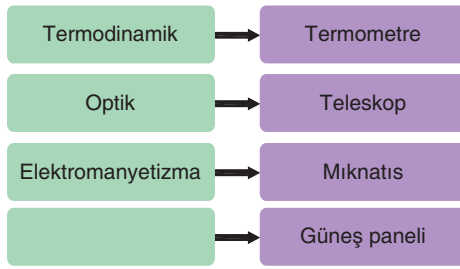 Termodinamik
Termometre
Optik
Teleskop
Elektromanyetizma
Mıknatıs
Güneş paneli